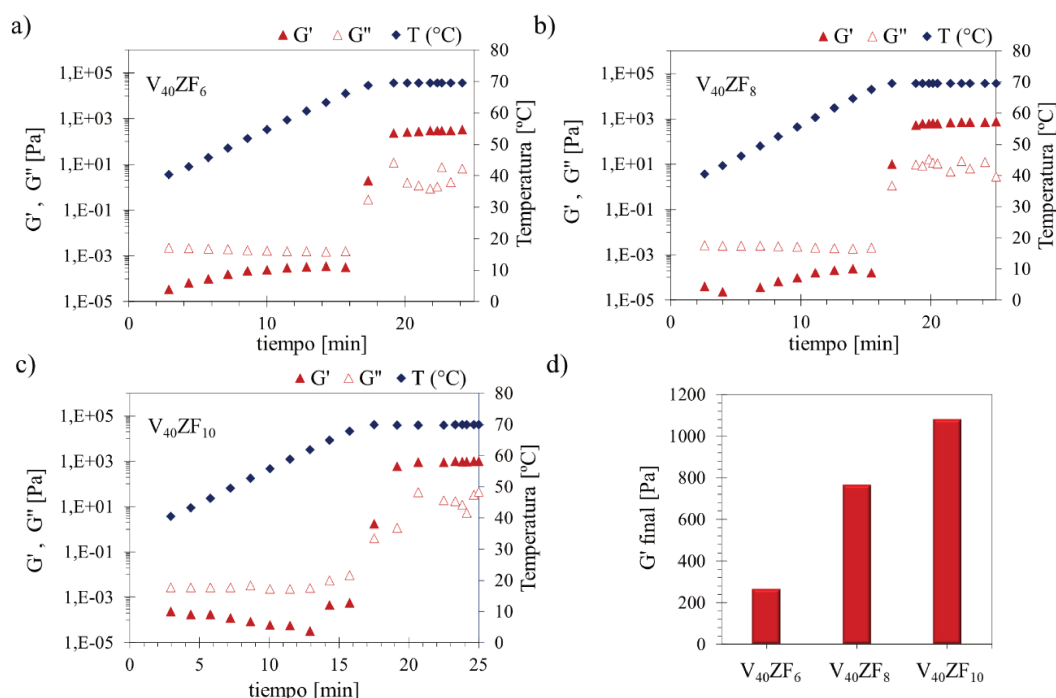 a)
G' G'' T (°C)
V₄₀ZF₆
1,E+05
1,E+03
1,E+01
1,E-01
1,E-03
1,E-05
G' , G'' [Pa]
80
70
60
50
40
30
20
10
0
Temperatura [ºC]
0 10 20
tiempo [min]
b)
G' G'' T (°C)
V₄₀ZF₈
1,E+05
1,E+03
1,E+01
1,E-01
1,E-03
1,E-05
G' , G'' [Pa]
80
70
60
50
40
30
20
10
0
Temperatura [ºC]
0 10 20
tiempo [min]
c)
G' G'' T (°C)
V₄₀ZF₁₀
1,E+05
1,E+03
1,E+01
1,E-01
1,E-03
1,E-05
G' , G'' [Pa]
80
70
60
50
40
30
20
10
0
Temperatura [ºC]
0 5 10 15 20 25
tiempo [min]
d)
1200
1000
800
600
400
200
0
G' final [Pa]
V₄₀ZF₆ V₄₀ZF₈ V₄₀ZF₁₀